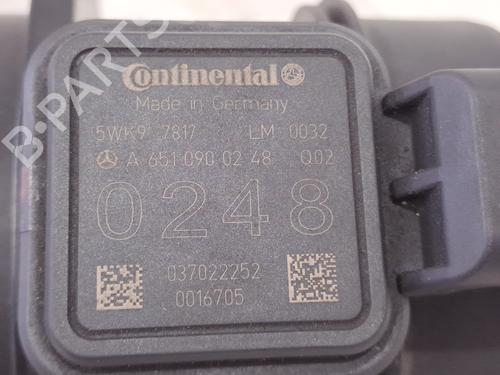 Continental
Made in Germany
5WK9 7817 LM 0032
A 651 090 02 48 Q02
0248
037022252
0016705
B-PARTS